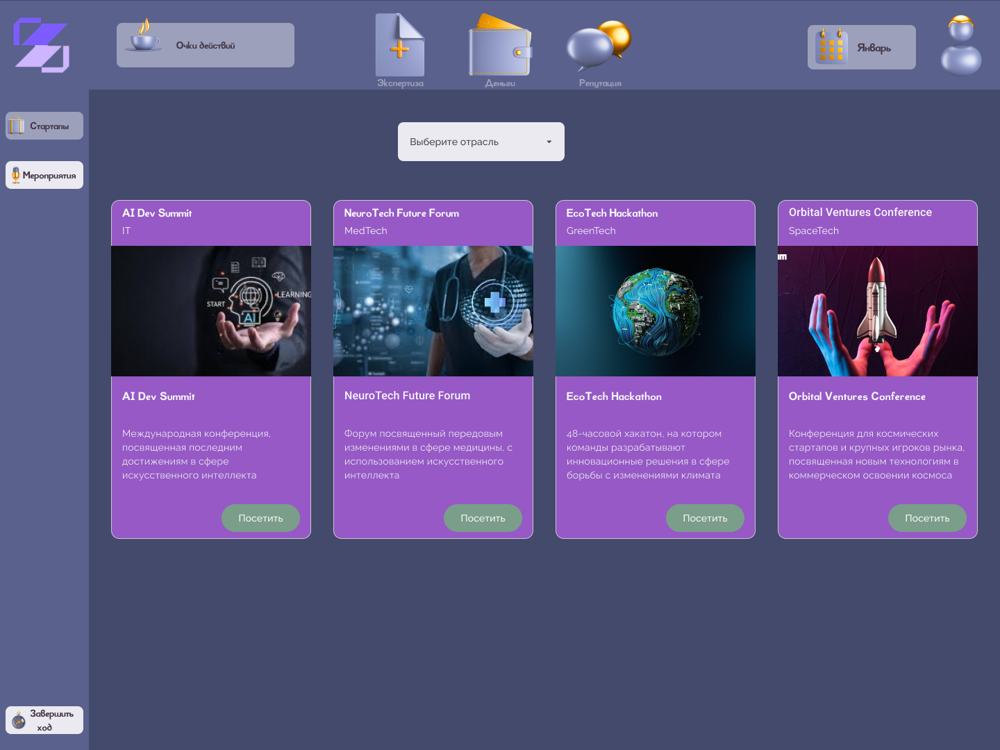 Очки действий
Экспертиза
Деньги
Репутация
Январь
Стартапы
Мероприятия
Выберите отрасль
AI Dev Summit
IT
START
LEARNING
AI
AI Dev Summit
Международная конференция,
посвященная последним
достижениям в сфере
искусственного интеллекта
Посетить
NeuroTech Future Forum
MedTech
NeuroTech Future Forum
Форум посвященный передовым
изменениями в сфере медицины, с
использованием искусственного
интеллекта
Посетить
EcoTech Hackathon
GreenTech
EcoTech Hackathon
48-часовой хакатон, на котором
команды разрабатывают
инновационные решения в сфере
борьбы с изменениями климата
Посетить
Orbital Ventures Conference
SpaceTech
Orbital Ventures Conference
Конференция для космических
стартапов и крупных игроков рынка,
посвященная новым технологиям в
коммерческом освоении космоса
Посетить
Завершить
ход